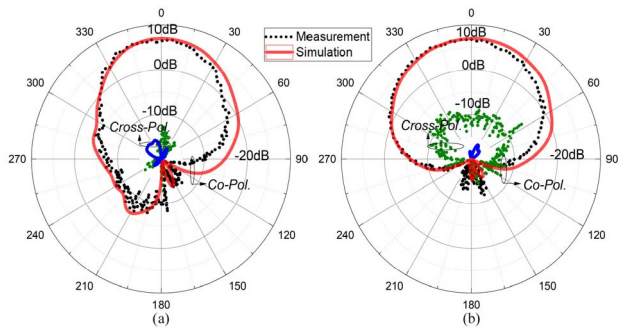 0
330
10dB
30
300
0dB
60
-10dB
Cross-Pol.
270
-20dB
90
Co-Pol.
240
120
210
150
180
(a)
Measurement
Simulation
0
330
10dB
30
300
0dB
60
-10dB
Cross-Pol.
270
-20dB
90
Co-Pol.
240
120
210
150
180
(b)